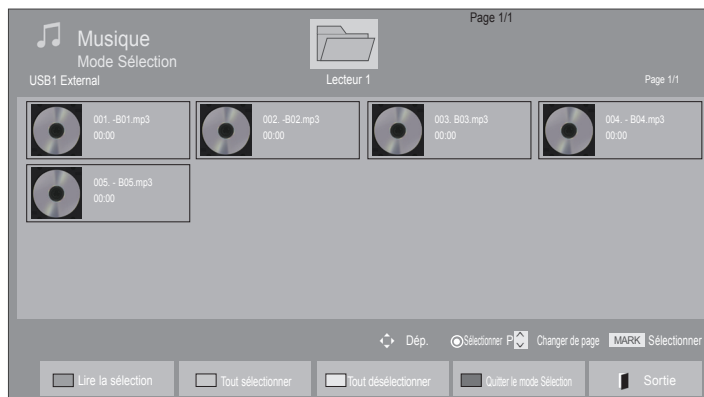 Page 1/1
Musique
Mode Sélection
USB1 External
Lecteur 1
Page 1/1
001. -B01.mp3
00:00
002. -B02.mp3
00:00
003. B03.mp3
00:00
004. - B04.mp3
00:00
005. - B05.mp3
00:00
Dép. Sélectionner P Changer de page MARK Sélectionner
Lire la sélection Tout sélectionner Tout désélectionner Quitter le mode Sélection Sortie